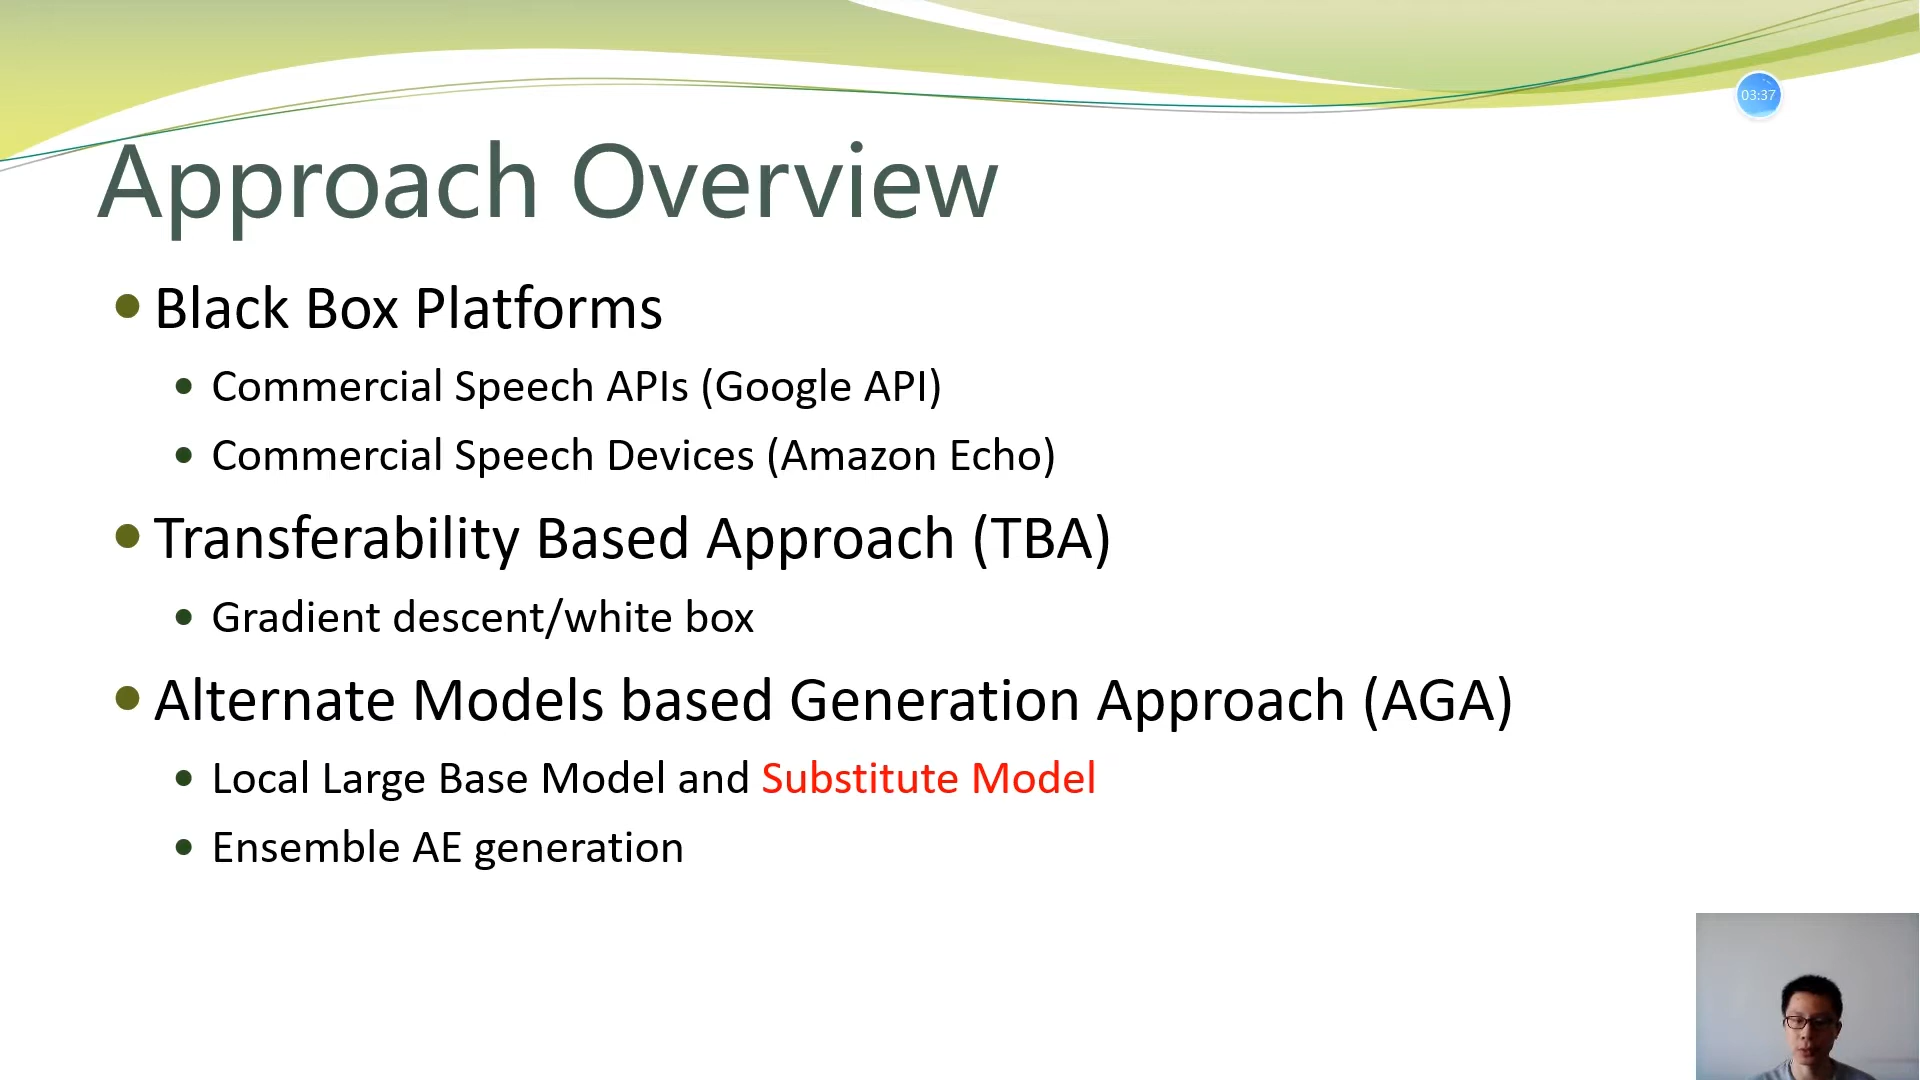 03:37
Approach Overview
Black Box Platforms
Commercial Speech APIs (Google API)
Commercial Speech Devices (Amazon Echo)
Transferability Based Approach (TBA)
Gradient descent/white box
Alternate Models based Generation Approach (AGA)
Local Large Base Model and Substitute Model
Ensemble AE generation